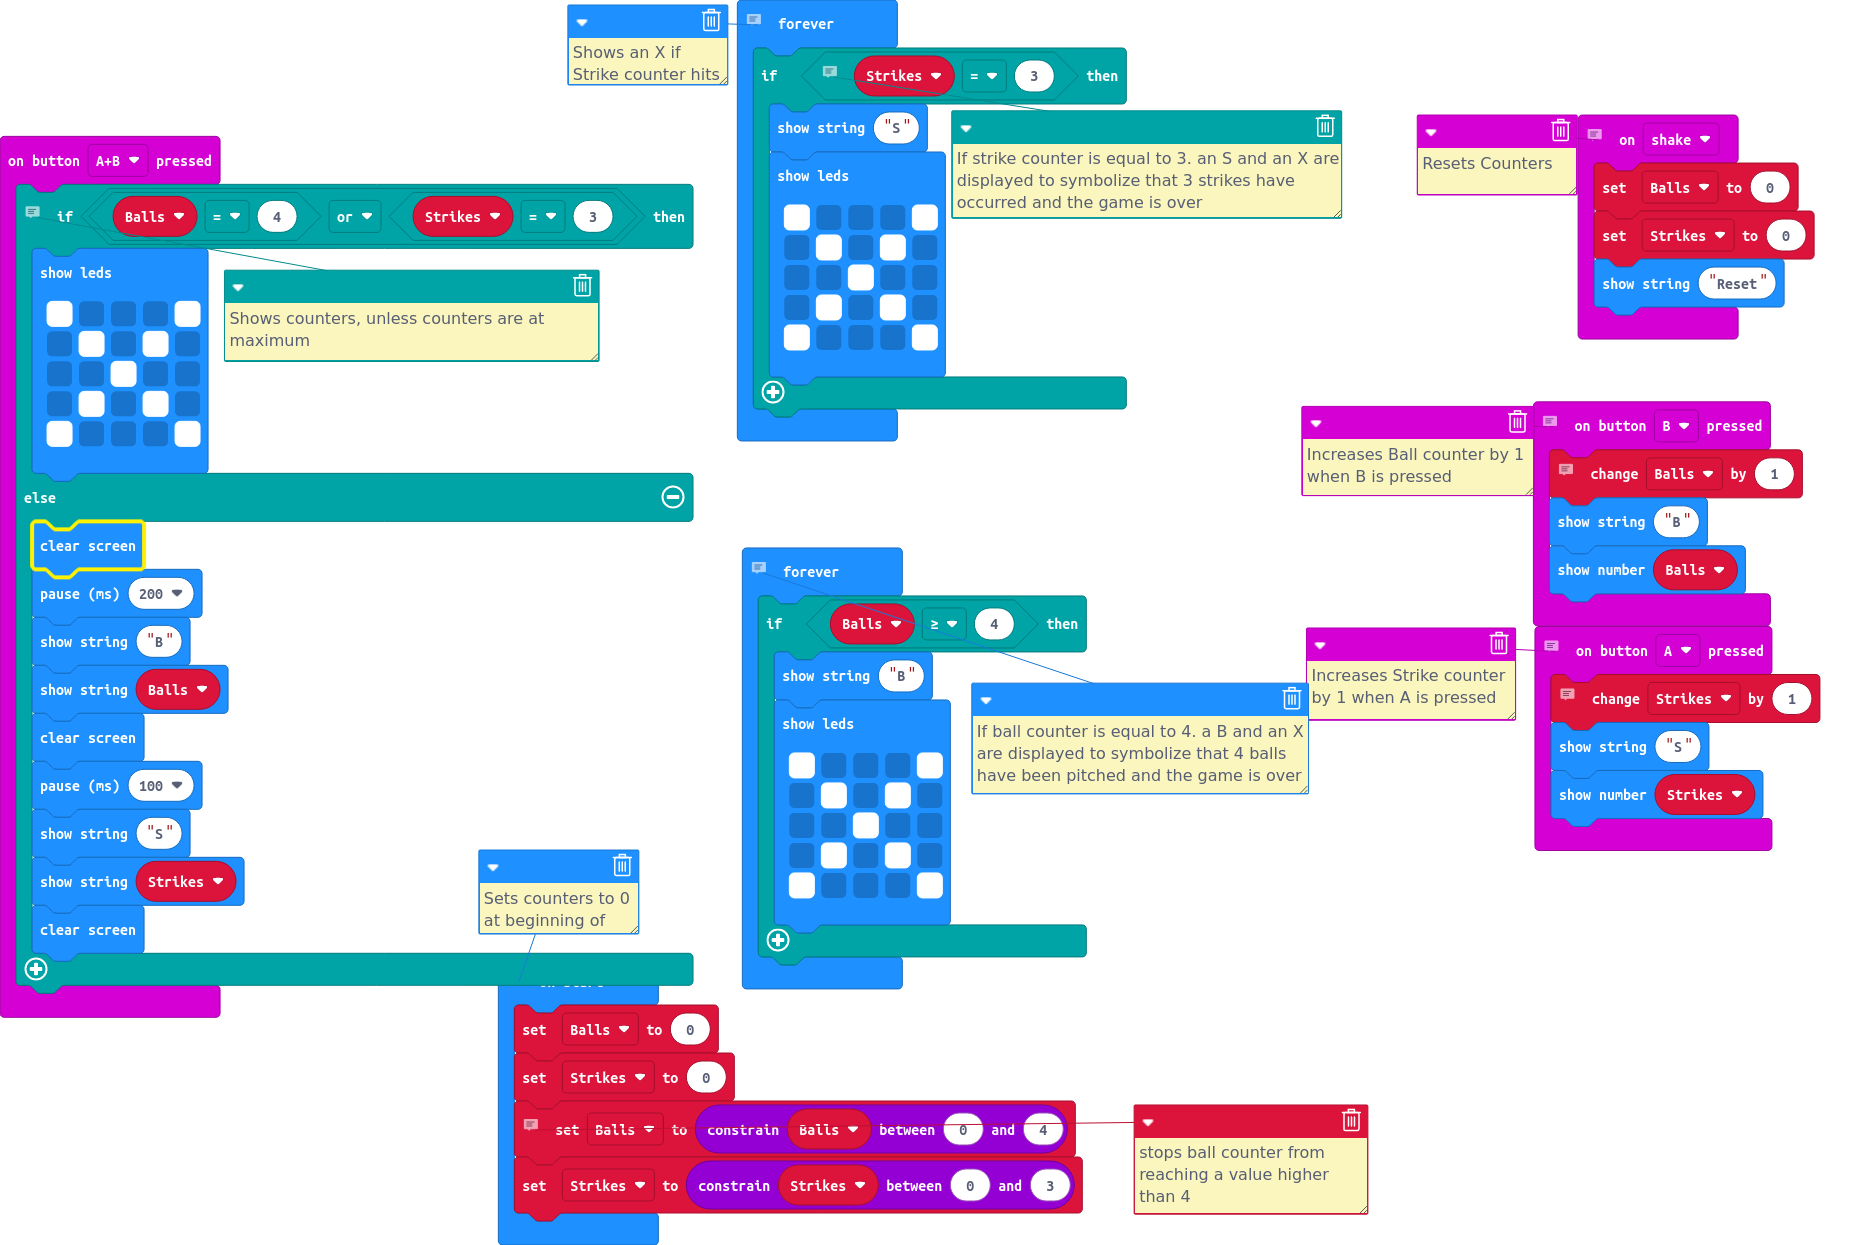 on button A+B pressed
if Balls = 4 or Strikes = 3 then
show leds
Shows counters, unless counters are at
maximum
else
clear screen
pause (ms) 200
show string "B"
show string Balls
clear screen
pause (ms) 100
show string "S"
show string Strikes
clear screen
Shows an X if
Strike counter hits
forever
if Strikes = 3 then
show string "S"
show leds
If strike counter is equal to 3. an S and an X are
displayed to symbolize that 3 strikes have
occurred and the game is over
Resets Counters
on shake
set Balls to 0
set Strikes to 0
show string "Reset"
Increases Ball counter by 1
when B is pressed
on button B pressed
change Balls by 1
show string "B"
show number Balls
Increases Strike counter
by 1 when A is pressed
on button A pressed
change Strikes by 1
show string "S"
show number Strikes
forever
if Balls ≥ 4 then
show string "B"
show leds
If ball counter is equal to 4. a B and an X
are displayed to symbolize that 4 balls
have been pitched and the game is over
Sets counters to 0
at beginning of
set Balls to 0
set Strikes to 0
set Balls to constrain Balls between 0 and 4
set Strikes to constrain Strikes between 0 and 3
stops ball counter from
reaching a value higher
than 4